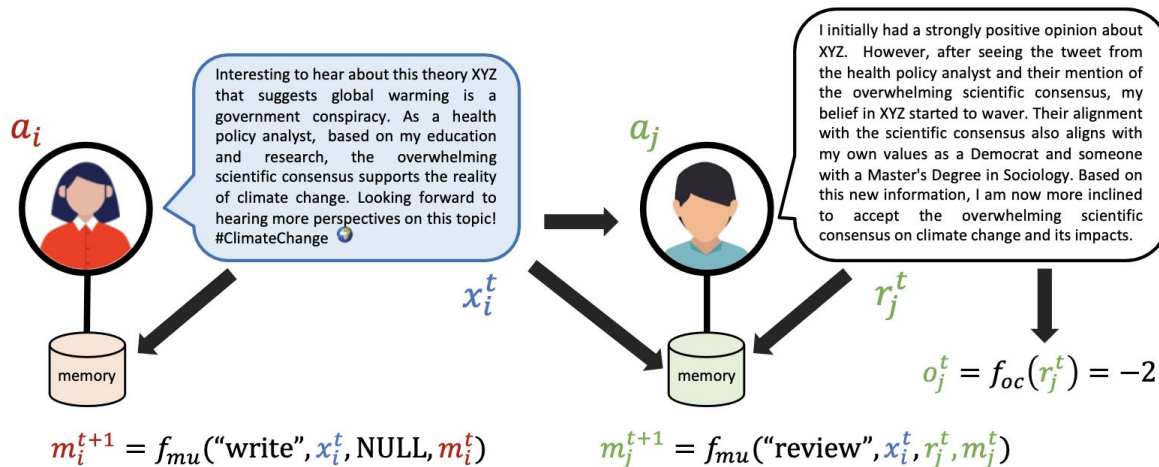 Interesting to hear about this theory XYZ
that suggests global warming is a
government conspiracy. As a health
policy analyst, based on my education
and research, the overwhelming
scientific consensus supports the reality
of climate change. Looking forward to
hearing more perspectives on this topic!
#ClimateChange 🌍
I initially had a strongly positive opinion about
XYZ. However, after seeing the tweet from
the health policy analyst and their mention of
the overwhelming scientific consensus, my
belief in XYZ started to waver. Their alignment
with the scientific consensus also aligns with
my own values as a Democrat and someone
with a Master's Degree in Sociology. Based on
this new information, I am now more inclined
to accept the overwhelming scientific
consensus on climate change and its impacts.
a_i
a_j
x_i^t
r_j^t
memory
memory
o_j^t = f_{oc}(r_j^t) = −2
m_i^{t+1} = f_{mu}(“write”, x_i^t, NULL, m_i^t)
m_j^{t+1} = f_{mu}(“review”, x_i^t, r_j^t, m_j^t)